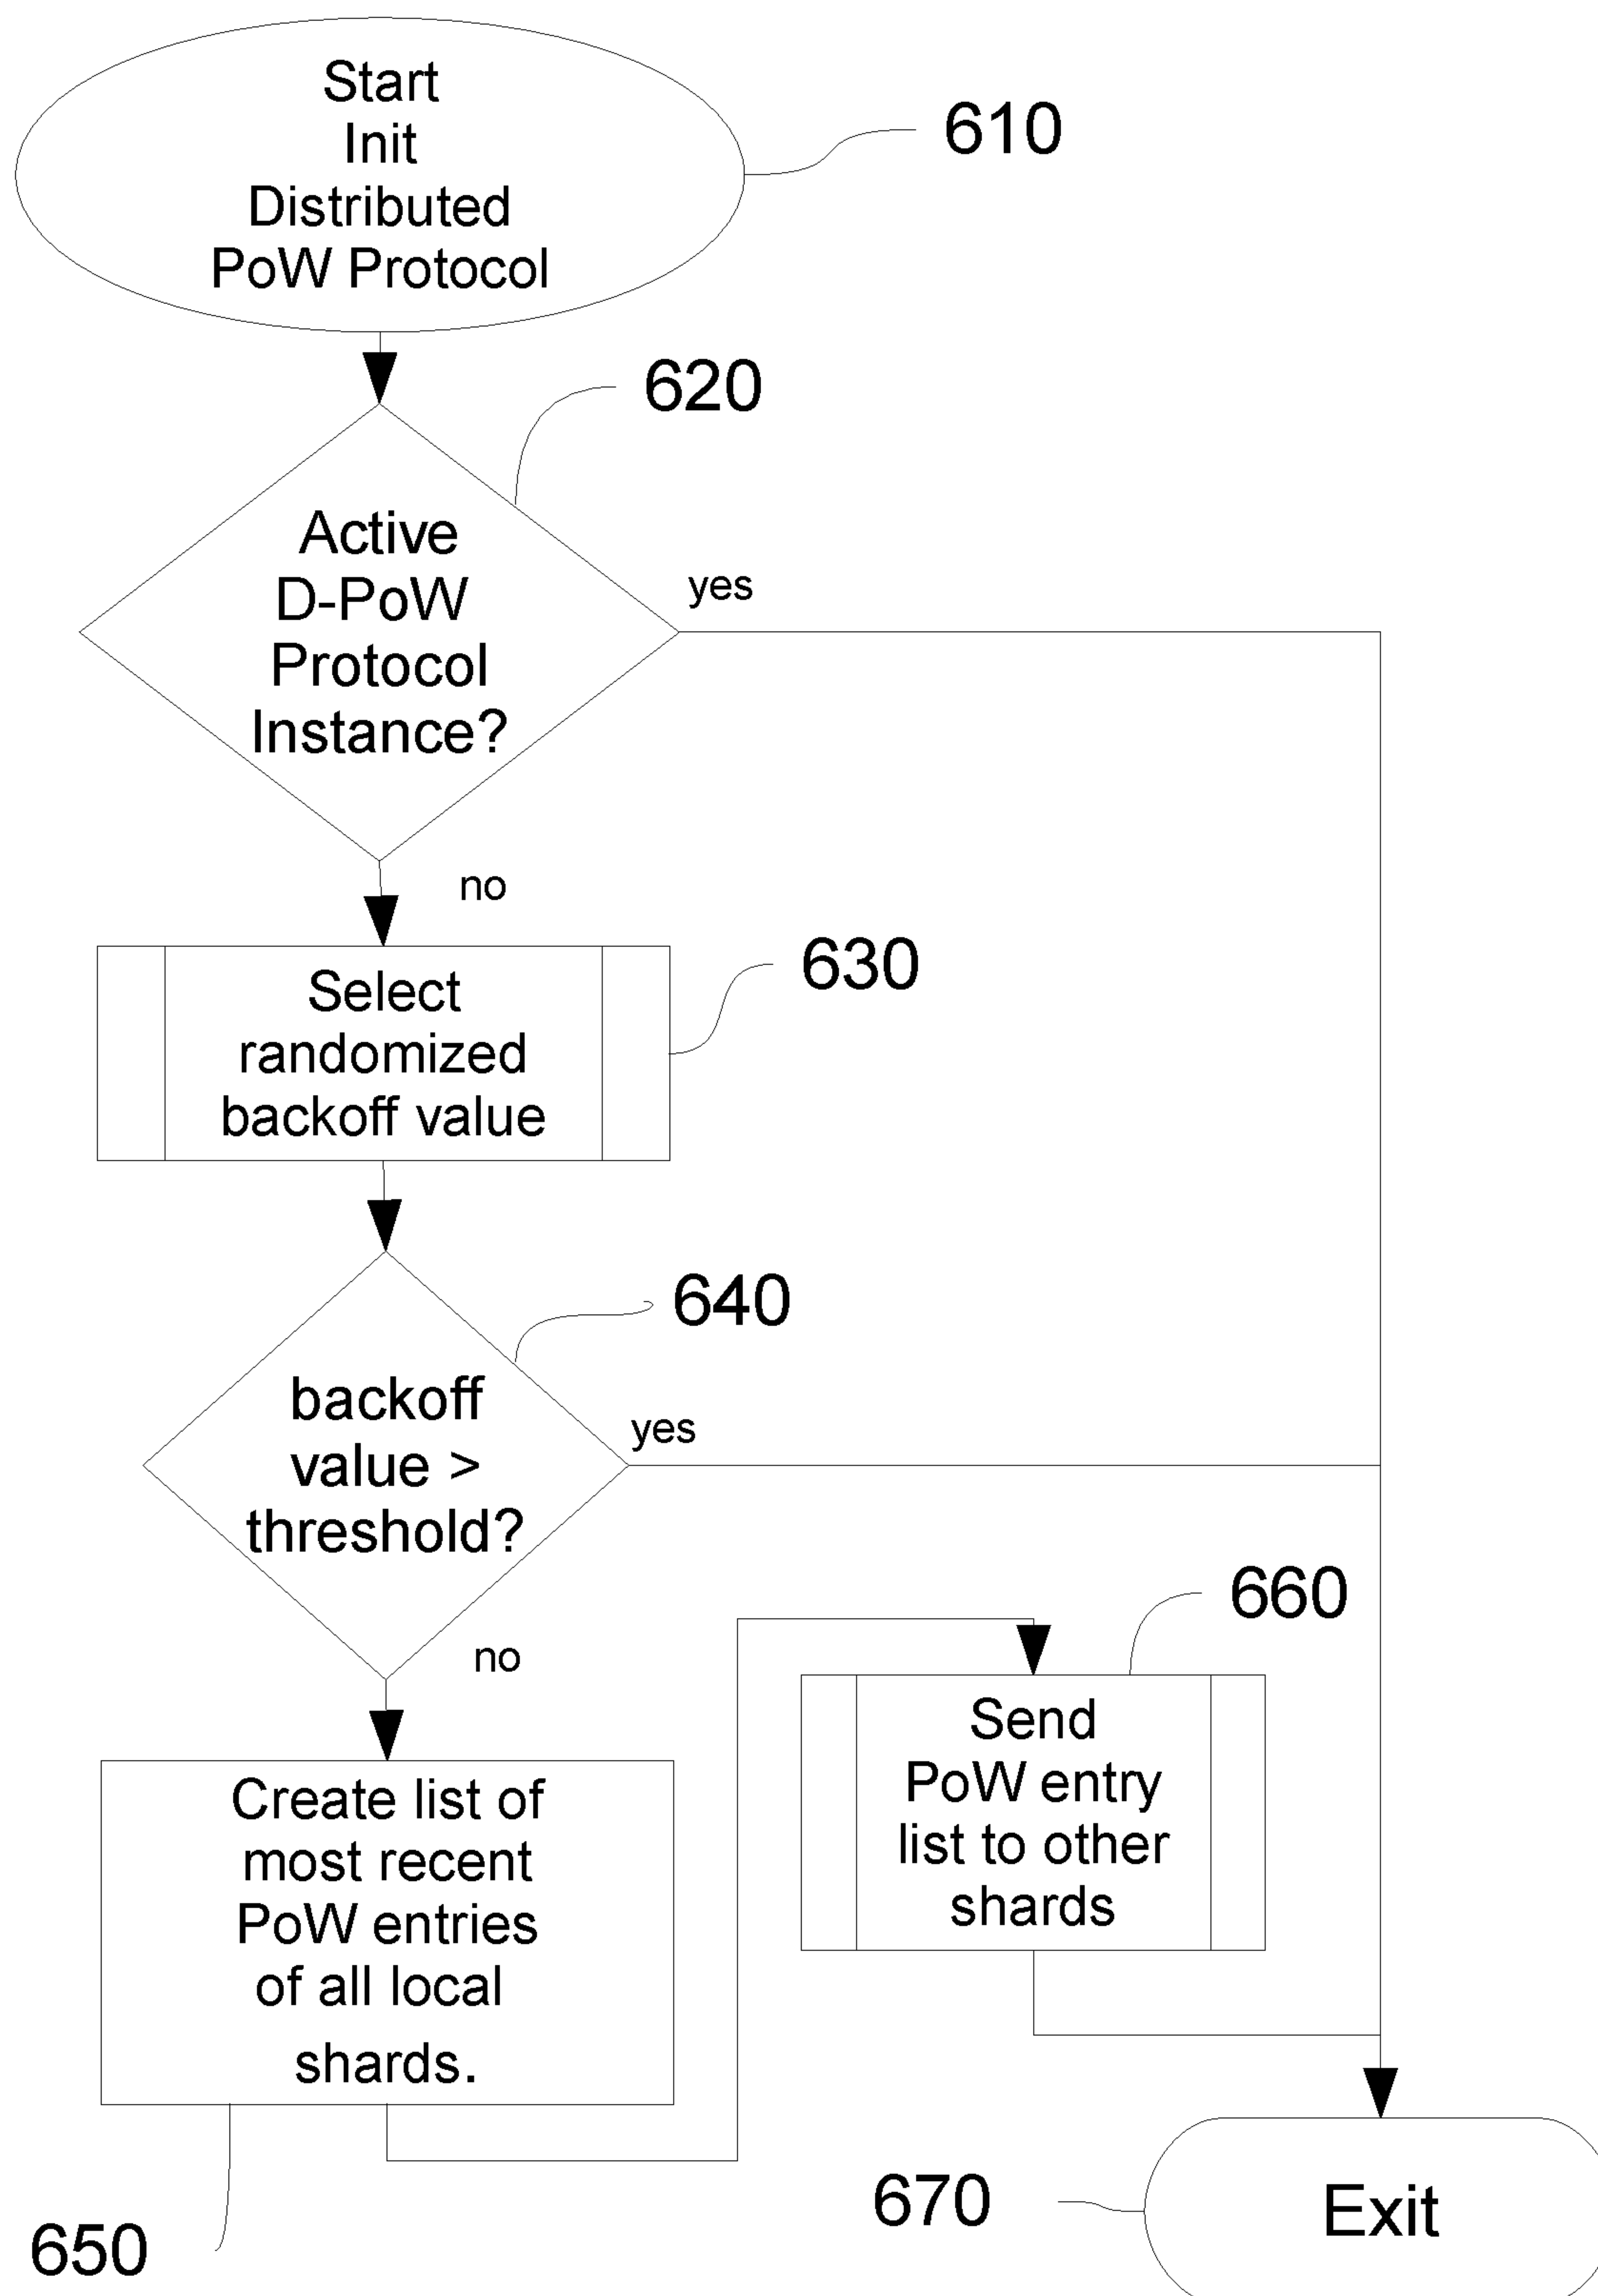 Start
Init
Distributed
PoW Protocol
610
620
Active
D-PoW
Protocol
Instance?
yes
no
630
Select
randomized
backoff value
640
backoff
value >
threshold?
yes
no
660
Send
PoW entry
list to other
shards
Create list of
most recent
PoW entries
of all local
shards.
650
670
Exit